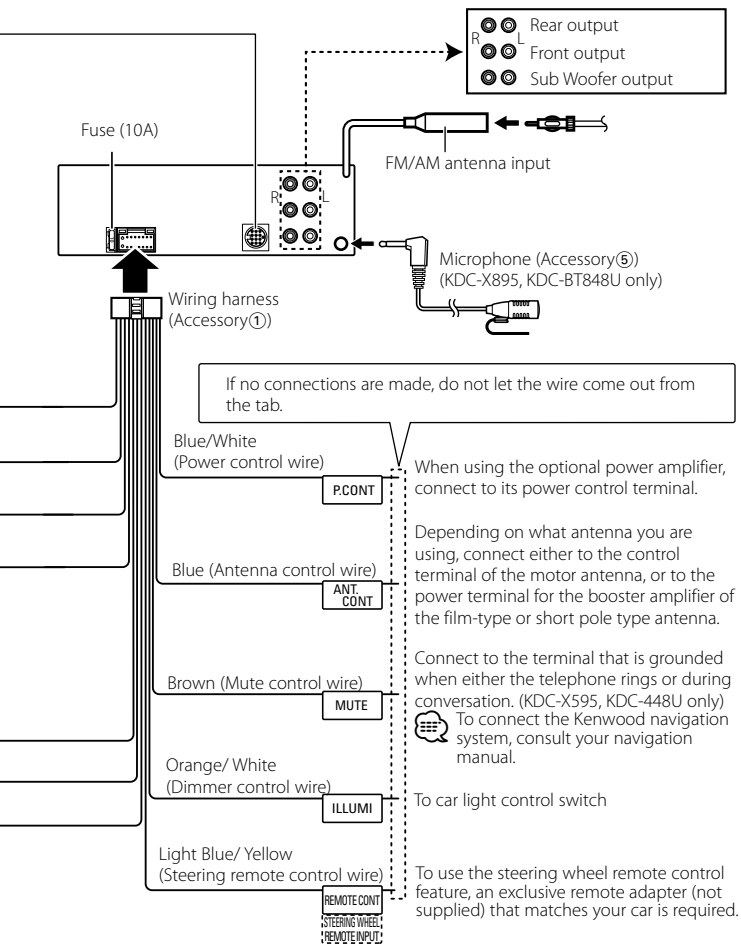 Rear output
R L
Front output
Sub Woofer output
Fuse (10A)
FM/AM antenna input
R L
Microphone (Accessory⑤)
(KDC-X895, KDC-BT848U only)
Wiring harness
(Accessory①)
If no connections are made, do not let the wire come out from
the tab.
Blue/White
(Power control wire)
P.CONT
When using the optional power amplifier,
connect to its power control terminal.
Blue (Antenna control wire)
ANT.
CONT
Depending on what antenna you are
using, connect either to the control
terminal of the motor antenna, or to the
power terminal for the booster amplifier of
the film-type or short pole type antenna.
Brown (Mute control wire)
MUTE
Connect to the terminal that is grounded
when either the telephone rings or during
conversation. (KDC-X595, KDC-448U only)
To connect the Kenwood navigation
system, consult your navigation
manual.
Orange/ White
(Dimmer control wire)
ILLUMI
To car light control switch
Light Blue/ Yellow
(Steering remote control wire)
REMOTE CONT
STEERING WHEEL
REMOTE INPUT
To use the steering wheel remote control
feature, an exclusive remote adapter (not
supplied) that matches your car is required.